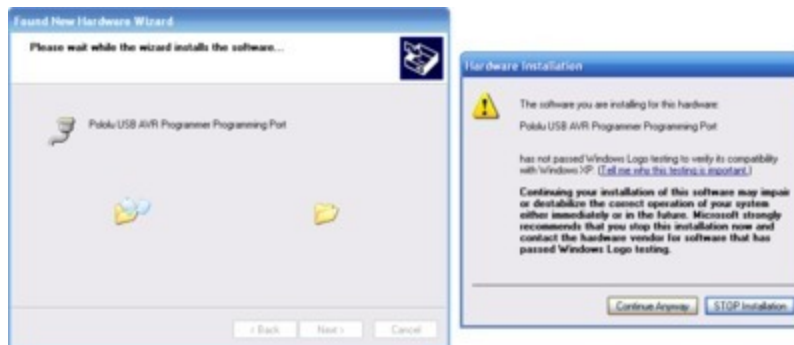 Found New Hardware Wizard
Please wait while the wizard installs the software...
Pololu USB AVR Programmer Programming Port
< Back
Next >
Cancel
Hardware Installation
The software you are installing for this hardware:
Pololu USB AVR Programmer Programming Port
has not passed Windows Logo testing to verify its compatibility
with Windows XP. (Tell me why this testing is important.)
Continuing your installation of this software may impair
or destabilize the correct operation of your system
either immediately or in the future. Microsoft strongly
recommends that you stop this installation now and
contact the hardware vendor for software that has
passed Windows Logo testing.
Continue Anyway
STOP Installation